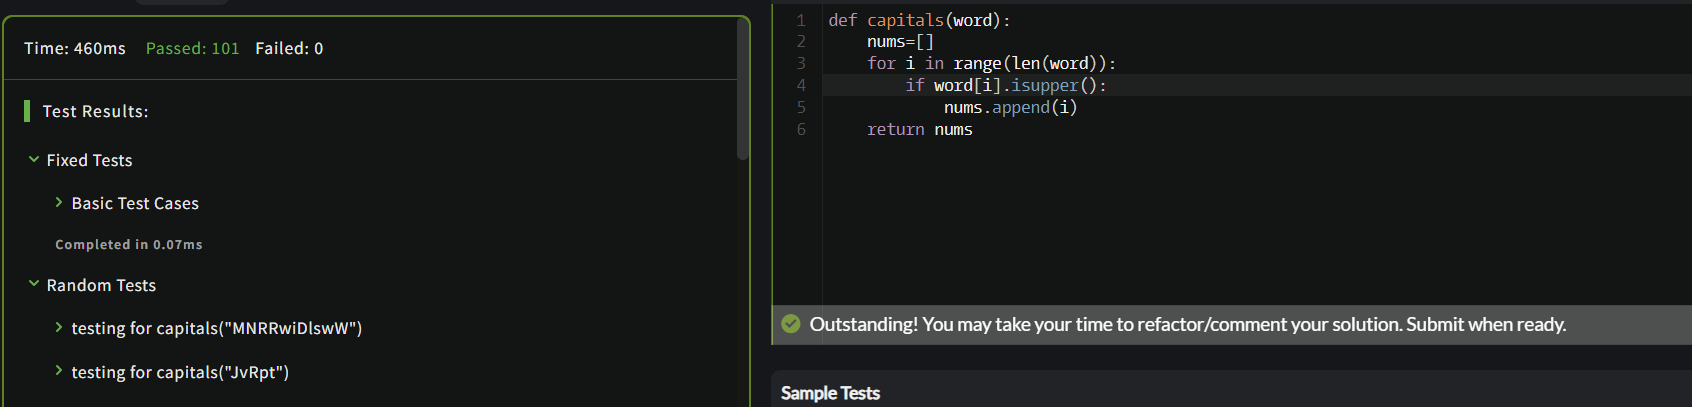 Time: 460ms Passed: 101 Failed: 0
Test Results:
Fixed Tests
Basic Test Cases
Completed in 0.07ms
Random Tests
testing for capitals("MNRRwiDlswW")
testing for capitals("JvRpt")
1 def capitals(word):
2     nums=[]
3     for i in range(len(word)):
4         if word[i].isupper():
5             nums.append(i)
6     return nums
Outstanding! You may take your time to refactor/comment your solution. Submit when ready.
Sample Tests